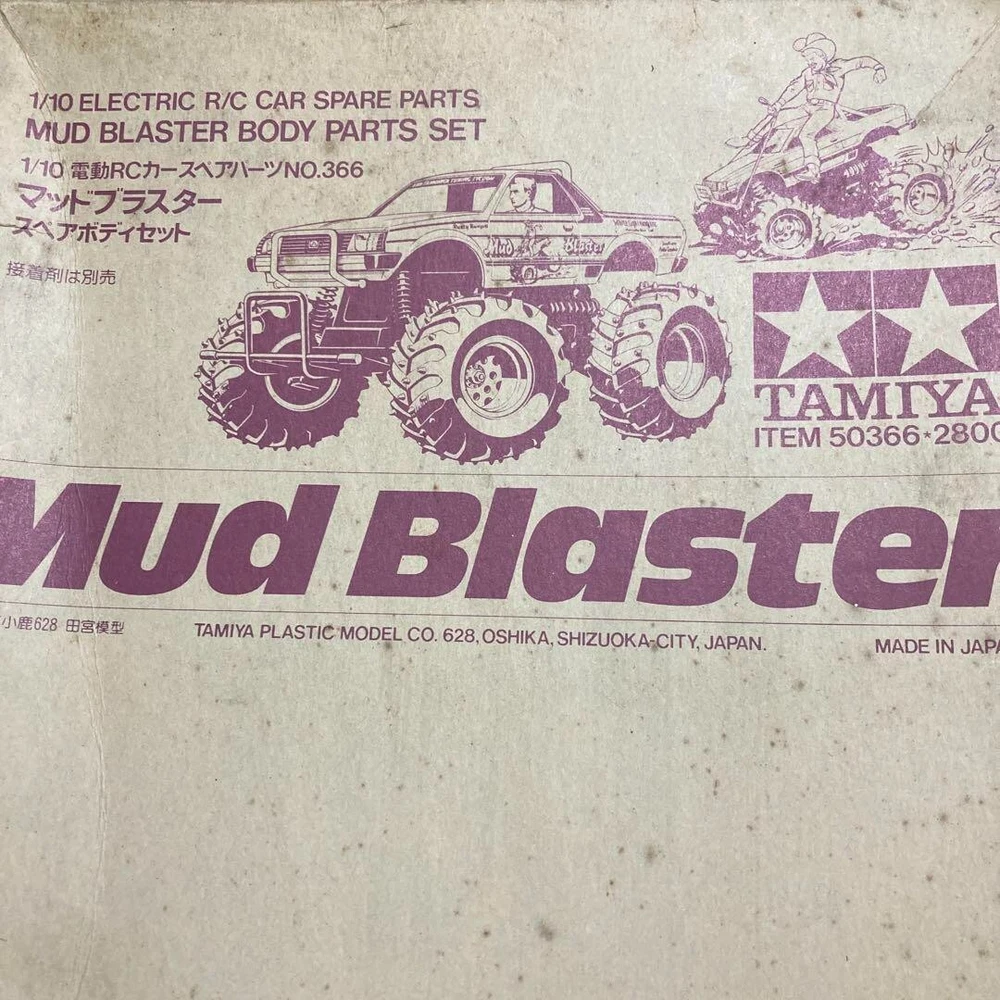 1/10 ELECTRIC R/C CAR SPARE PARTS
MUD BLASTER BODY PARTS SET
1/10 電動RCカースペアパーツNO.366
マッドブラスター
スペアボディセット
接着剤は別売
Mud Blaster
TAMIYA
ITEM 50366★2800
Mud Blaster
小鹿628 田宮模型
TAMIYA PLASTIC MODEL CO. 628, OSHIKA, SHIZUOKA-CITY, JAPAN.
MADE IN JAPA